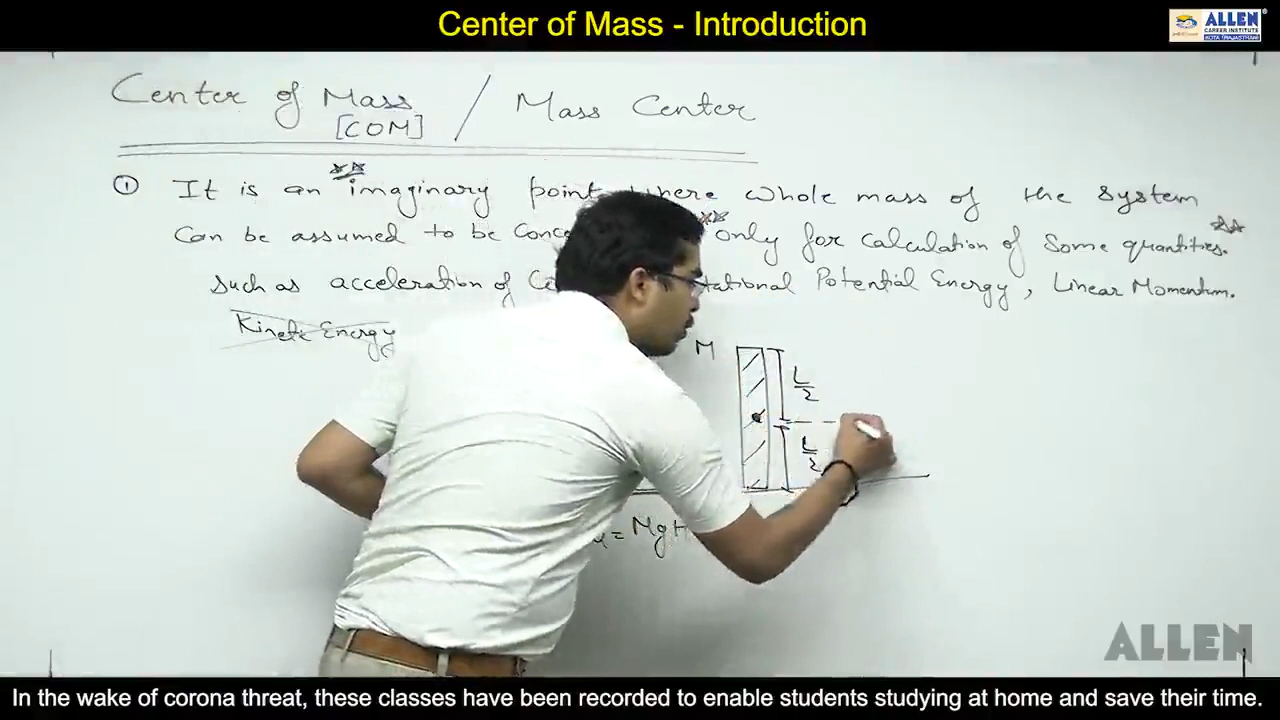 Center of Mass - Introduction
ALLEN
CAREER INSTITUTE
KOTA (RAJASTHAN)
Center of Mass / Mass Center
[COM]
① It is an imaginary point where whole mass of the system
Can be assumed to be only for calculation of Some quantities.
Such as acceleration of Potential Energy, Linear Momentum.
Kinetic Energy
M
L/2
L/2
= MgH
ALLEN
In the wake of corona threat, these classes have been recorded to enable students studying at home and save their time.